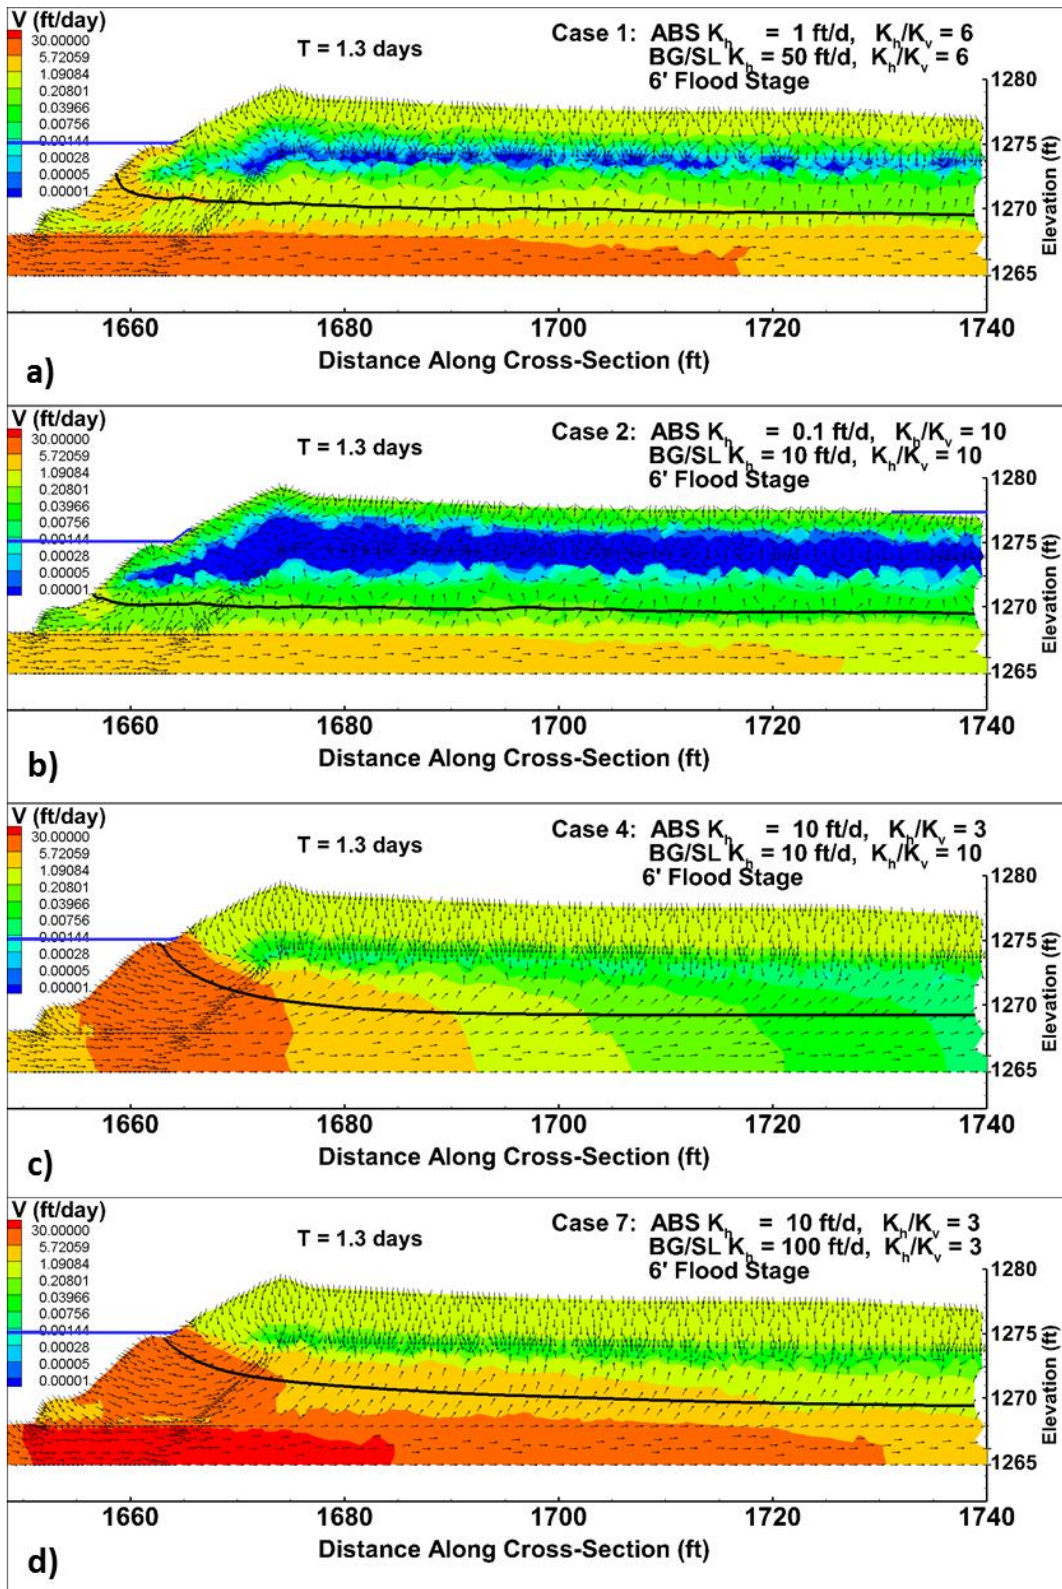 V (ft/day)
30.00000
5.72059
1.09084
0.20801
0.03966
0.00756
0.00144
0.00028
0.00005
0.00001
T = 1.3 days
Case 1: ABS Kh = 1 ft/d, Kh/Kv = 6
BG/SL Kh = 50 ft/d, Kh/Kv = 6
6' Flood Stage
1280
1275
1270
1265
Elevation (ft)
1660 1680 1700 1720 1740
Distance Along Cross-Section (ft)
a)
V (ft/day)
30.00000
5.72059
1.09084
0.20801
0.03966
0.00756
0.00144
0.00028
0.00005
0.00001
T = 1.3 days
Case 2: ABS Kh = 0.1 ft/d, Kh/Kv = 10
BG/SL Kh = 10 ft/d, Kh/Kv = 10
6' Flood Stage
1280
1275
1270
1265
Elevation (ft)
1660 1680 1700 1720 1740
Distance Along Cross-Section (ft)
b)
V (ft/day)
30.00000
5.72059
1.09084
0.20801
0.03966
0.00756
0.00144
0.00028
0.00005
0.00001
T = 1.3 days
Case 4: ABS Kh = 10 ft/d, Kh/Kv = 3
BG/SL Kh = 10 ft/d, Kh/Kv = 10
6' Flood Stage
1280
1275
1270
1265
Elevation (ft)
1660 1680 1700 1720 1740
Distance Along Cross-Section (ft)
c)
V (ft/day)
30.00000
5.72059
1.09084
0.20801
0.03966
0.00756
0.00144
0.00028
0.00005
0.00001
T = 1.3 days
Case 7: ABS Kh = 10 ft/d, Kh/Kv = 3
BG/SL Kh = 100 ft/d, Kh/Kv = 3
6' Flood Stage
1280
1275
1270
1265
Elevation (ft)
1660 1680 1700 1720 1740
Distance Along Cross-Section (ft)
d)